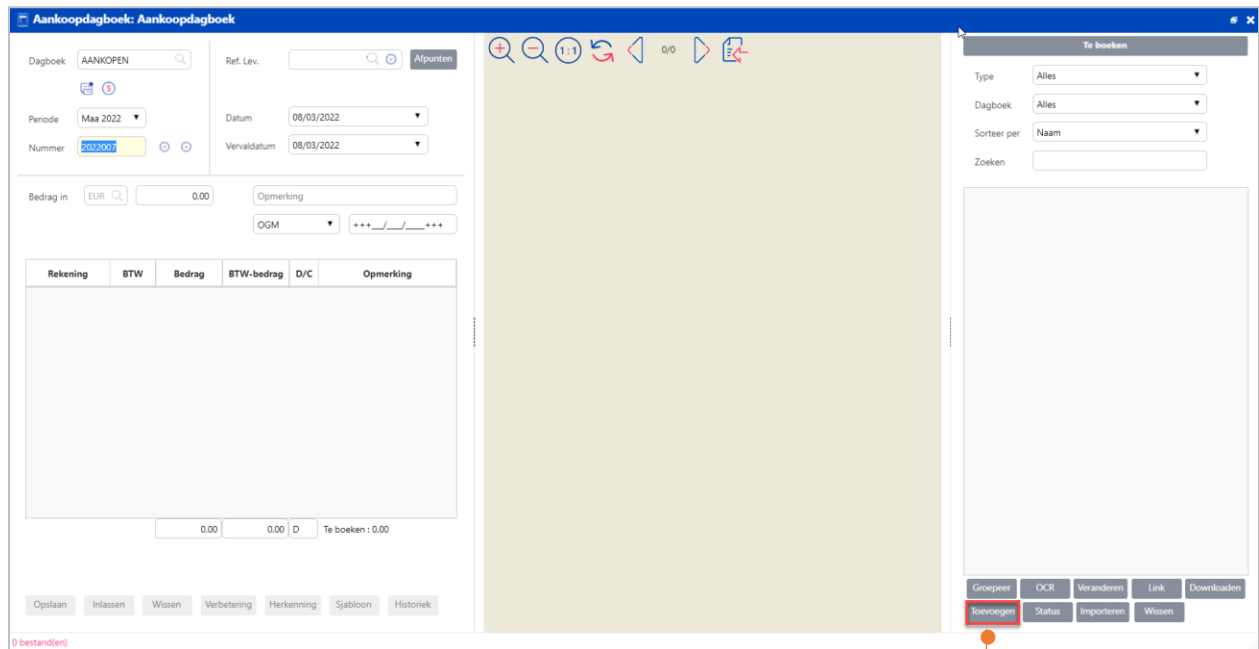 Aankoopdagboek: Aankoopdagboek
Dagboek AANKOPEN
Ref. Lev. Afpunten
Periode Maa 2022
Datum 08/03/2022
Nummer 2022007
Vervaldatum 08/03/2022
Bedrag in EUR 0,00 Opmerking
OGM +++__/__/___+++
Rekening BTW Bedrag BTW-bedrag D/C Opmerking
0,00 0,00 D Te boeken : 0,00
Opslaan Inlassen Wissen Verbetering Herkenning Sjabloon Historiek
0 bestand(en)
1:1 0/0
Te boeken
Type Alles
Dagboek Alles
Sorteer per Naam
Zoeken
Groepeer OCR Veranderen Link Downloaden
Toevoegen Status Importeren Wissen